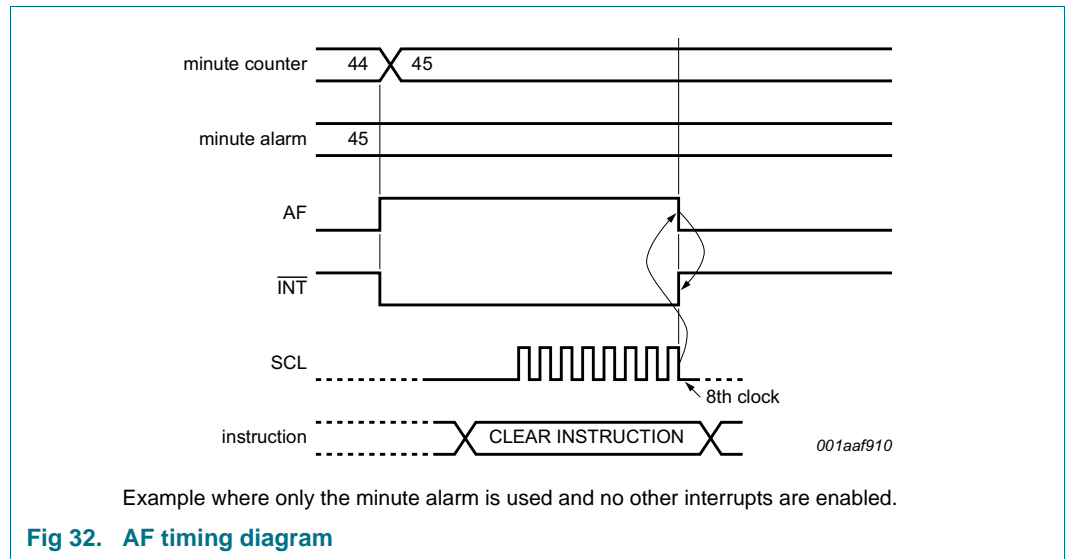 minute counter 44 45
minute alarm 45
AF
INT
SCL
8th clock
instruction CLEAR INSTRUCTION
001aaf910
Example where only the minute alarm is used and no other interrupts are enabled.
Fig 32. AF timing diagram